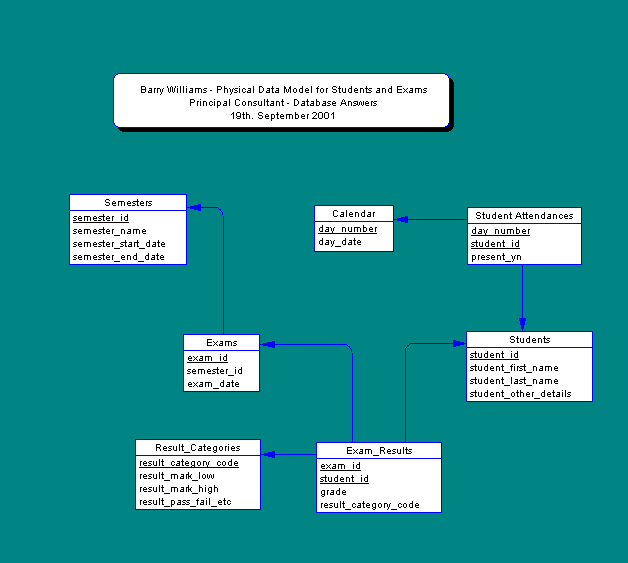 Barry Williams - Physical Data Model for Students and Exams
Principal Consultant - Database Answers
19th. September 2001
Semesters
semester_id
semester_name
semester_start_date
semester_end_date
Calendar
day_number
day_date
Student Attendances
day_number
student_id
present_yn
Exams
exam_id
semester_id
exam_date
Students
student_id
student_first_name
student_last_name
student_other_details
Result_Categories
result_category_code
result_mark_low
result_mark_high
result_pass_fail_etc
Exam_Results
exam_id
student_id
grade
result_category_code